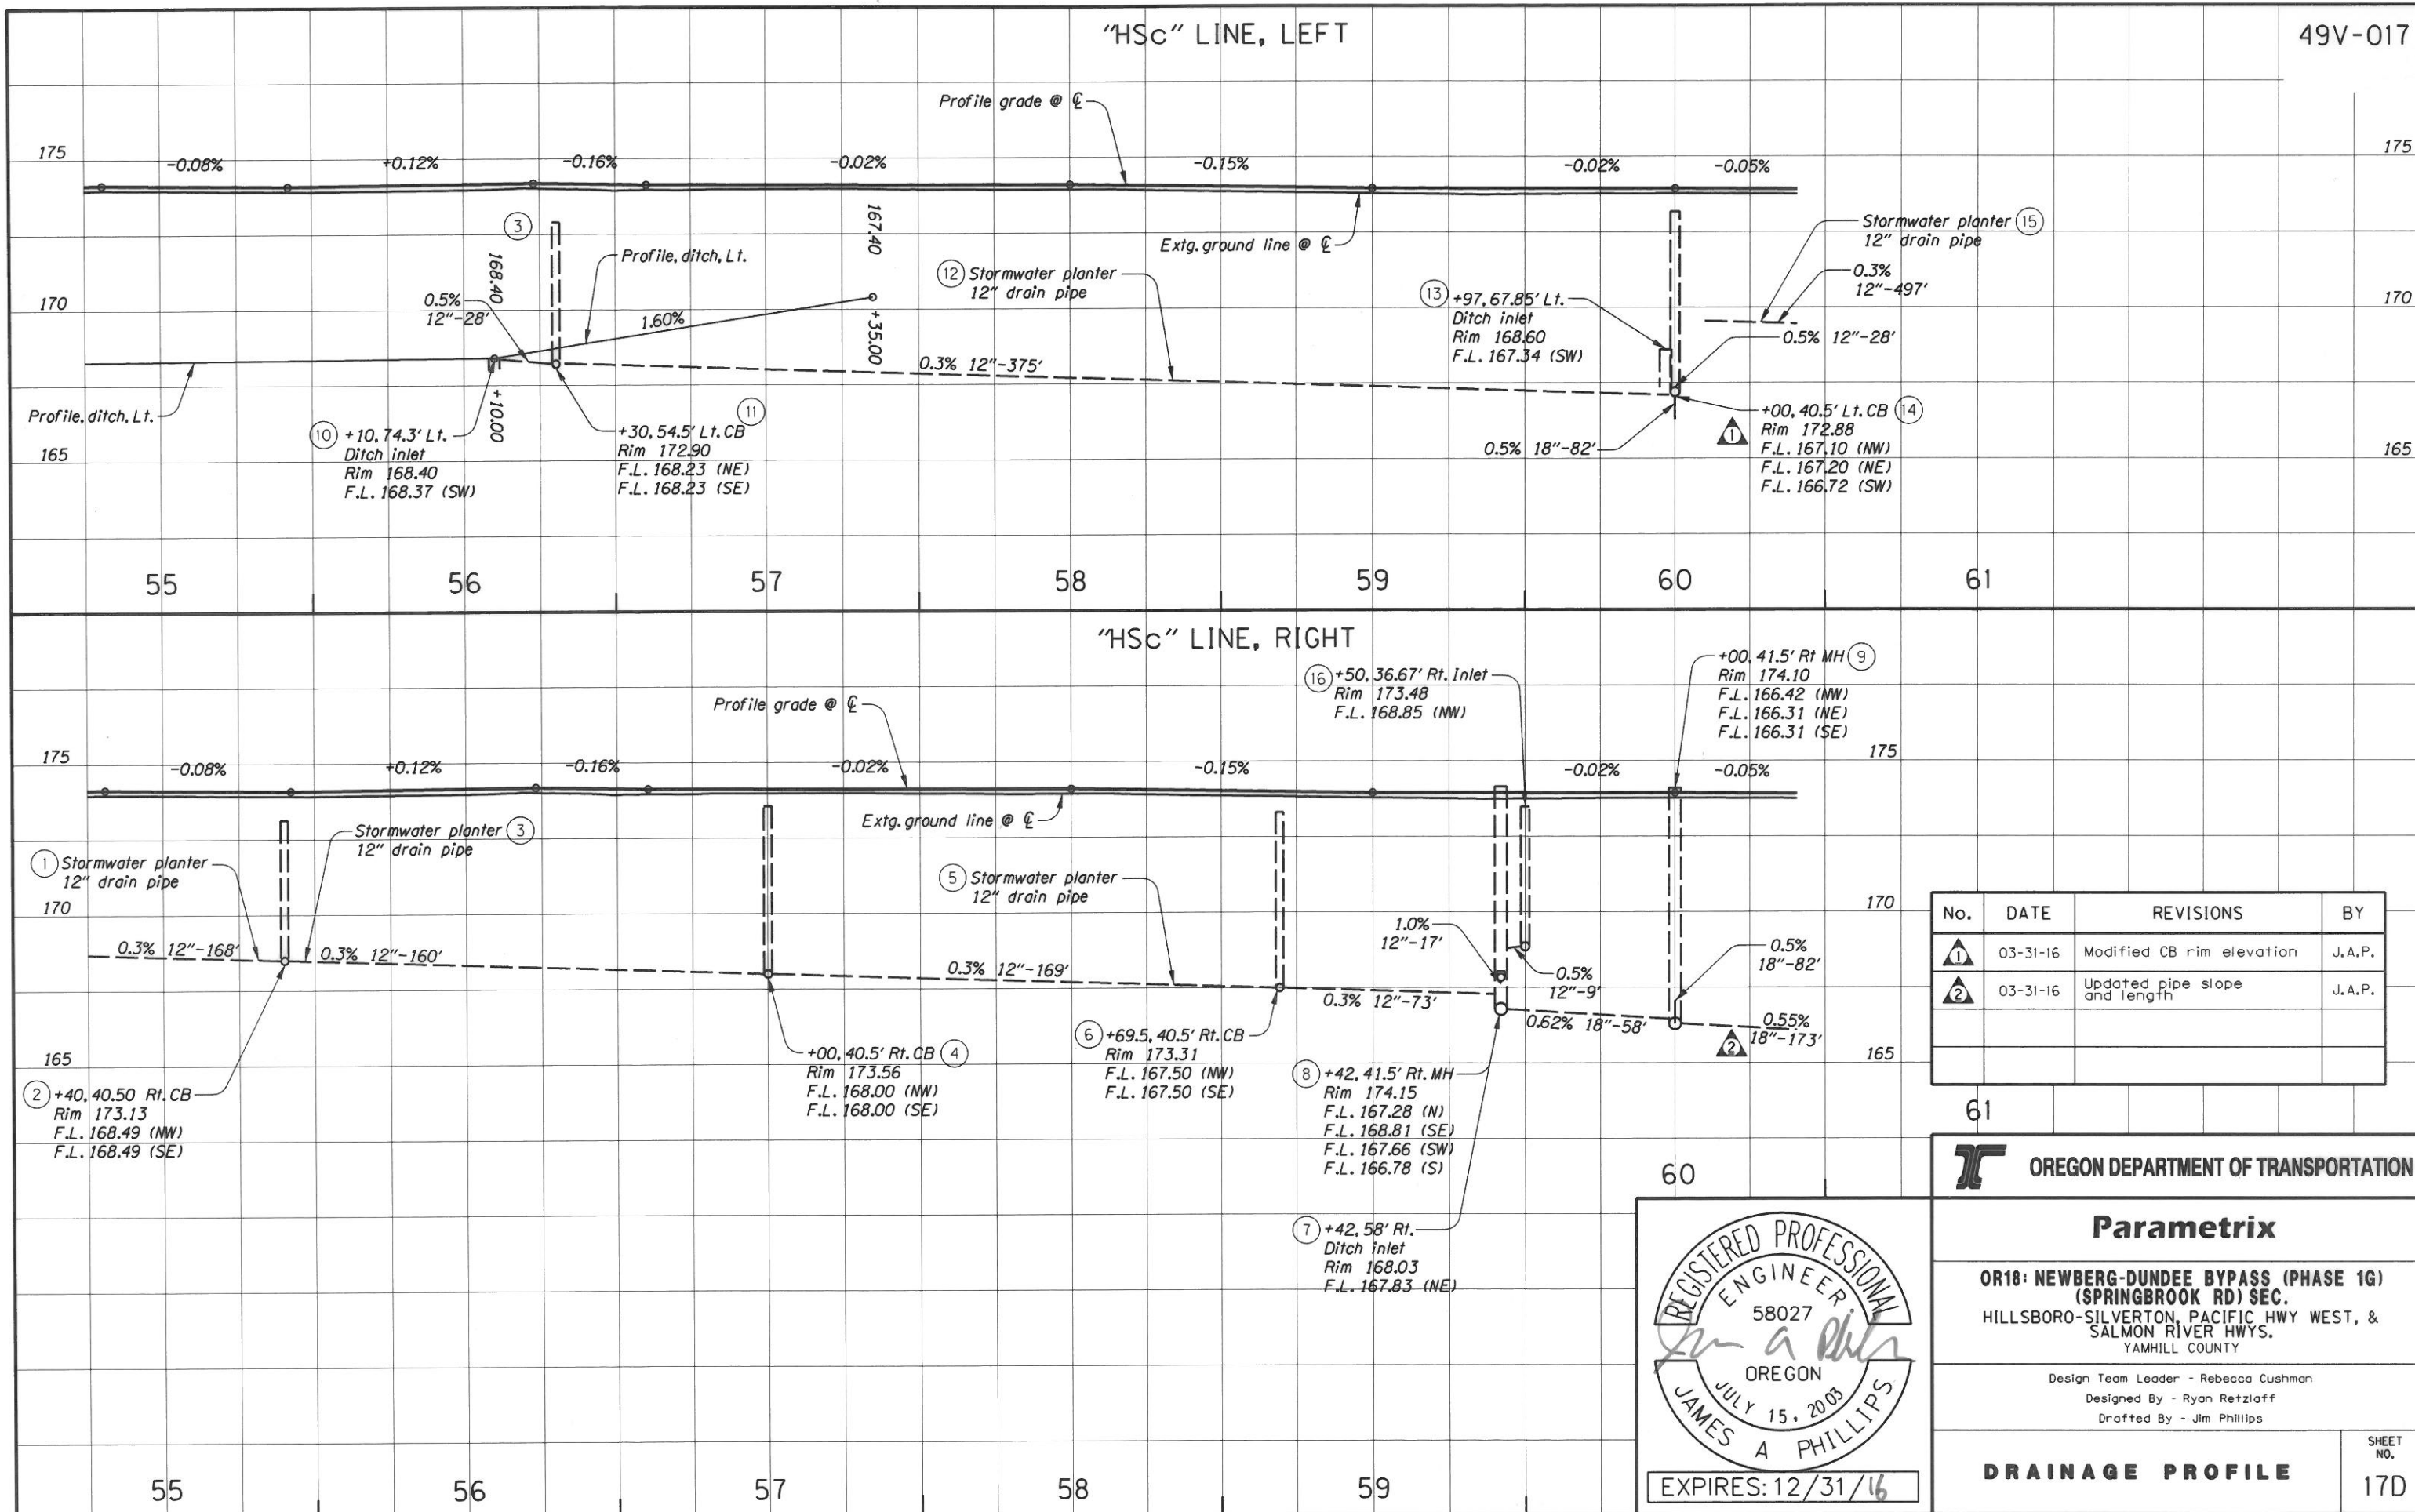 "HSc" LINE, LEFT
49V-017
Profile grade @ ℄
175
-0.08%
+0.12%
-0.16%
-0.02%
-0.15%
-0.02%
-0.05%
175
3
168.40
Profile, ditch, Lt.
167.40
Extg. ground line @ ℄
Stormwater planter 15
12" drain pipe
0.3%
12"-497'
12 Stormwater planter
12" drain pipe
13 +97, 67.85' Lt.
Ditch inlet
Rim 168.60
F.L. 167.34 (SW)
170
0.5%
12"-28'
1.60%
+35.00
0.3% 12"-375'
0.5% 12"-28'
170
Profile, ditch, Lt.
+10.00
10 +10, 74.3' Lt.
Ditch inlet
Rim 168.40
F.L. 168.37 (SW)
11
+30, 54.5' Lt. CB
Rim 172.90
F.L. 168.23 (NE)
F.L. 168.23 (SE)
0.5% 18"-82'
1
+00, 40.5' Lt. CB 14
Rim 172.88
F.L. 167.10 (NW)
F.L. 167.20 (NE)
F.L. 166.72 (SW)
165
165
55 56 57 58 59 60 61
"HSc" LINE, RIGHT
Profile grade @ ℄
16 +50, 36.67' Rt. Inlet
Rim 173.48
F.L. 168.85 (NW)
+00, 41.5' Rt MH 9
Rim 174.10
F.L. 166.42 (NW)
F.L. 166.31 (NE)
F.L. 166.31 (SE)
175
-0.08%
+0.12%
-0.16%
-0.02%
-0.15%
-0.02%
-0.05%
175
Extg. ground line @ ℄
1 Stormwater planter
12" drain pipe
Stormwater planter 3
12" drain pipe
5 Stormwater planter
12" drain pipe
170
170
0.3% 12"-168'
0.3% 12"-160'
0.3% 12"-169'
0.3% 12"-73'
1.0%
12"-17'
0.5%
12"-9'
0.62% 18"-58'
0.5%
18"-82'
0.55%
18"-173'
2
165
165
2 +40, 40.50 Rt. CB
Rim 173.13
F.L. 168.49 (NW)
F.L. 168.49 (SE)
+00, 40.5' Rt. CB 4
Rim 173.56
F.L. 168.00 (NW)
F.L. 168.00 (SE)
6 +69.5, 40.5' Rt. CB
Rim 173.31
F.L. 167.50 (NW)
F.L. 167.50 (SE)
8 +42, 41.5' Rt. MH
Rim 174.15
F.L. 167.28 (N)
F.L. 168.81 (SE)
F.L. 167.66 (SW)
F.L. 166.78 (S)
7 +42, 58' Rt.
Ditch inlet
Rim 168.03
F.L. 167.83 (NE)
61
60
55 56 57 58 59
No. DATE REVISIONS BY
1 03-31-16 Modified CB rim elevation J.A.P.
2 03-31-16 Updated pipe slope and length J.A.P.
OREGON DEPARTMENT OF TRANSPORTATION
Parametrix
OR18: NEWBERG-DUNDEE BYPASS (PHASE 1G)
(SPRINGBROOK RD) SEC.
HILLSBORO-SILVERTON, PACIFIC HWY WEST, &
SALMON RIVER HWYS.
YAMHILL COUNTY
Design Team Leader - Rebecca Cushman
Designed By - Ryan Retzlaff
Drafted By - Jim Phillips
DRAINAGE PROFILE
SHEET
NO.
17D
REGISTERED PROFESSIONAL
ENGINEER
58027
OREGON
JULY 15, 2003
JAMES A PHILLIPS
EXPIRES: 12/31/16